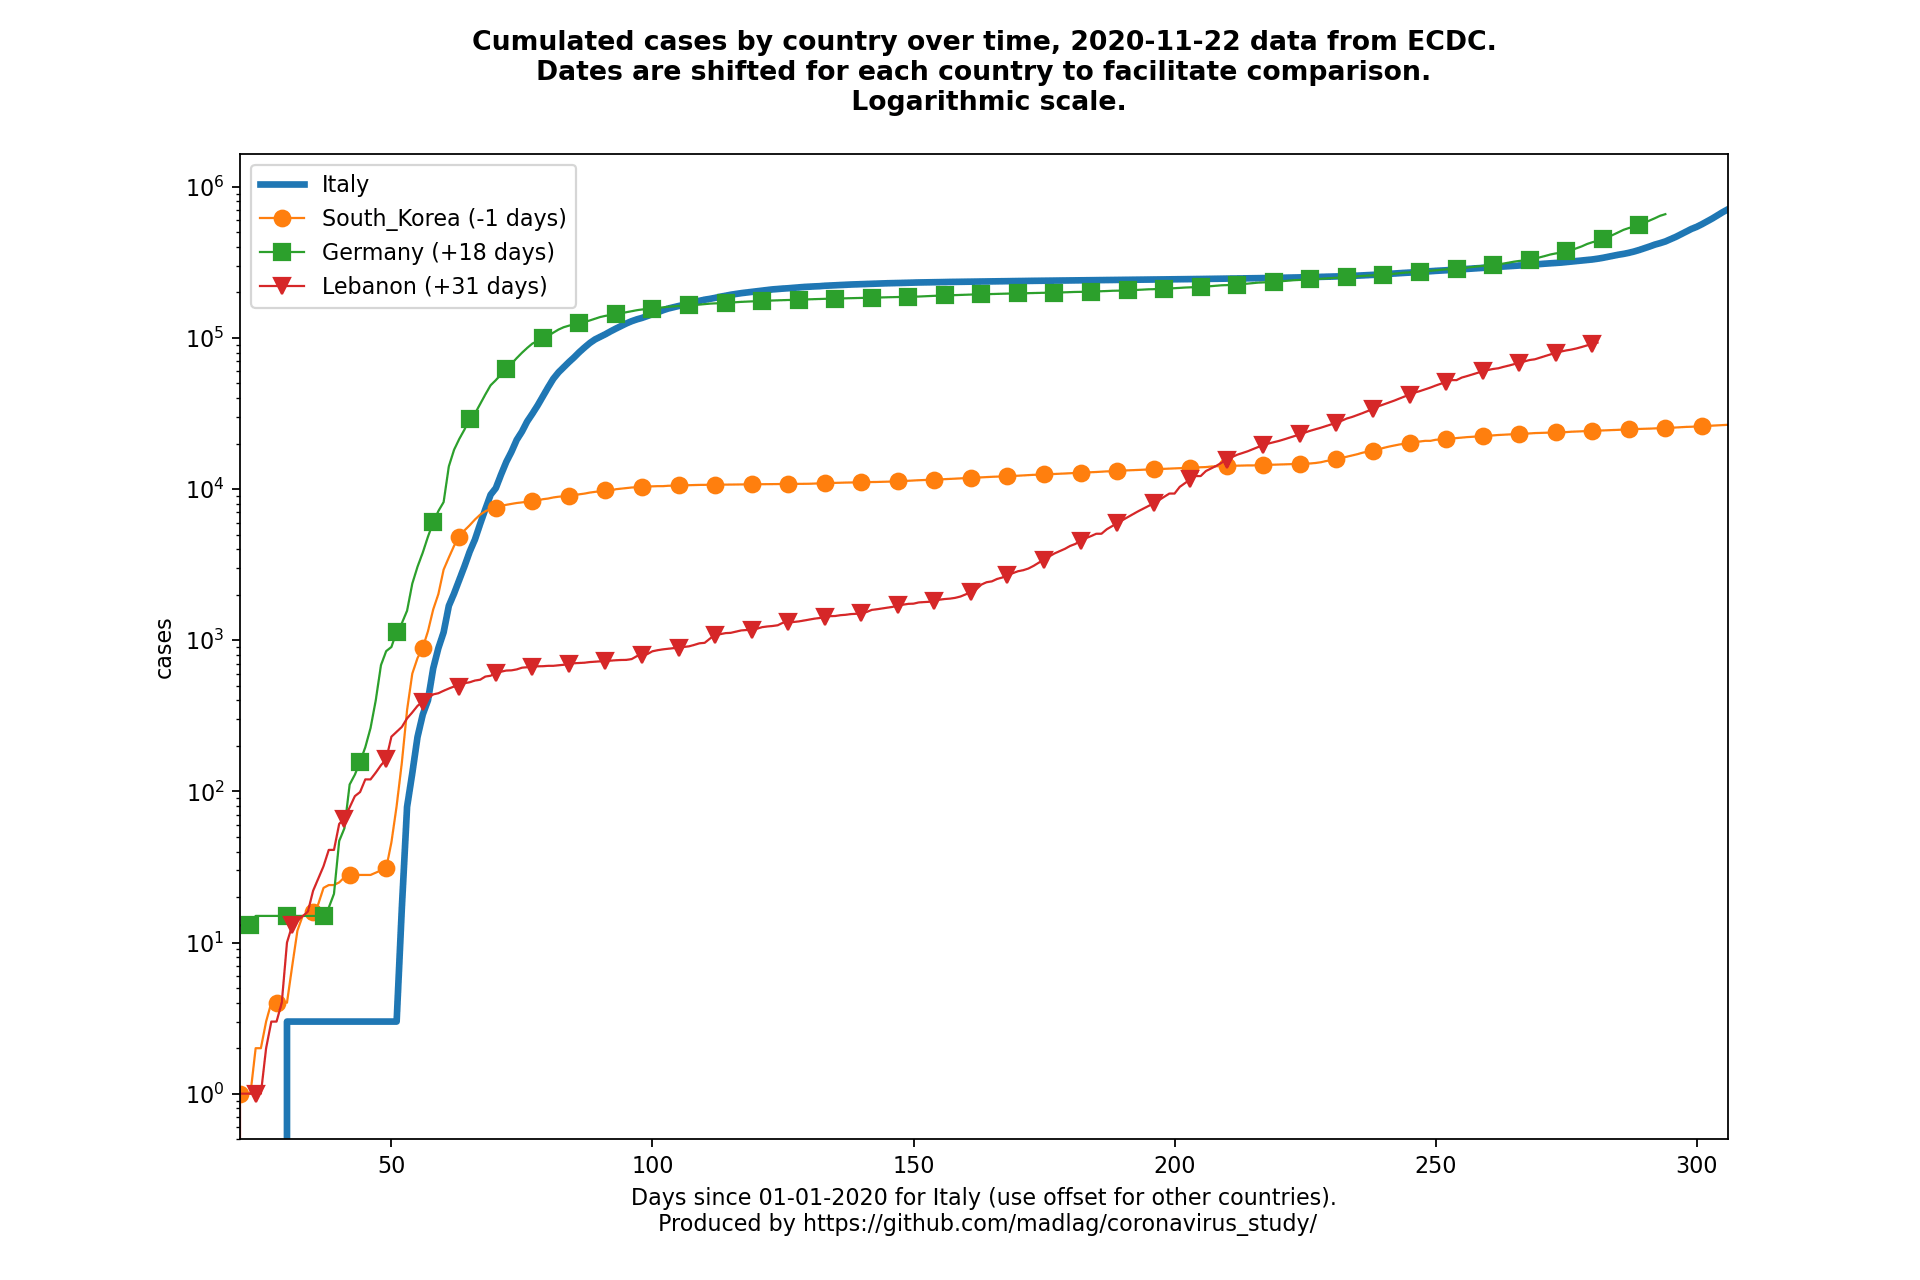 Cumulated cases by country over time, 2020-11-22 data from ECDC.
Dates are shifted for each country to facilitate comparison.
Logarithmic scale.
Italy
South_Korea (-1 days)
Germany (+18 days)
Lebanon (+31 days)
10^6
10^5
10^4
10^3
10^2
10^1
10^0
cases
50 100 150 200 250 300
Days since 01-01-2020 for Italy (use offset for other countries).
Produced by https://github.com/madlag/coronavirus_study/